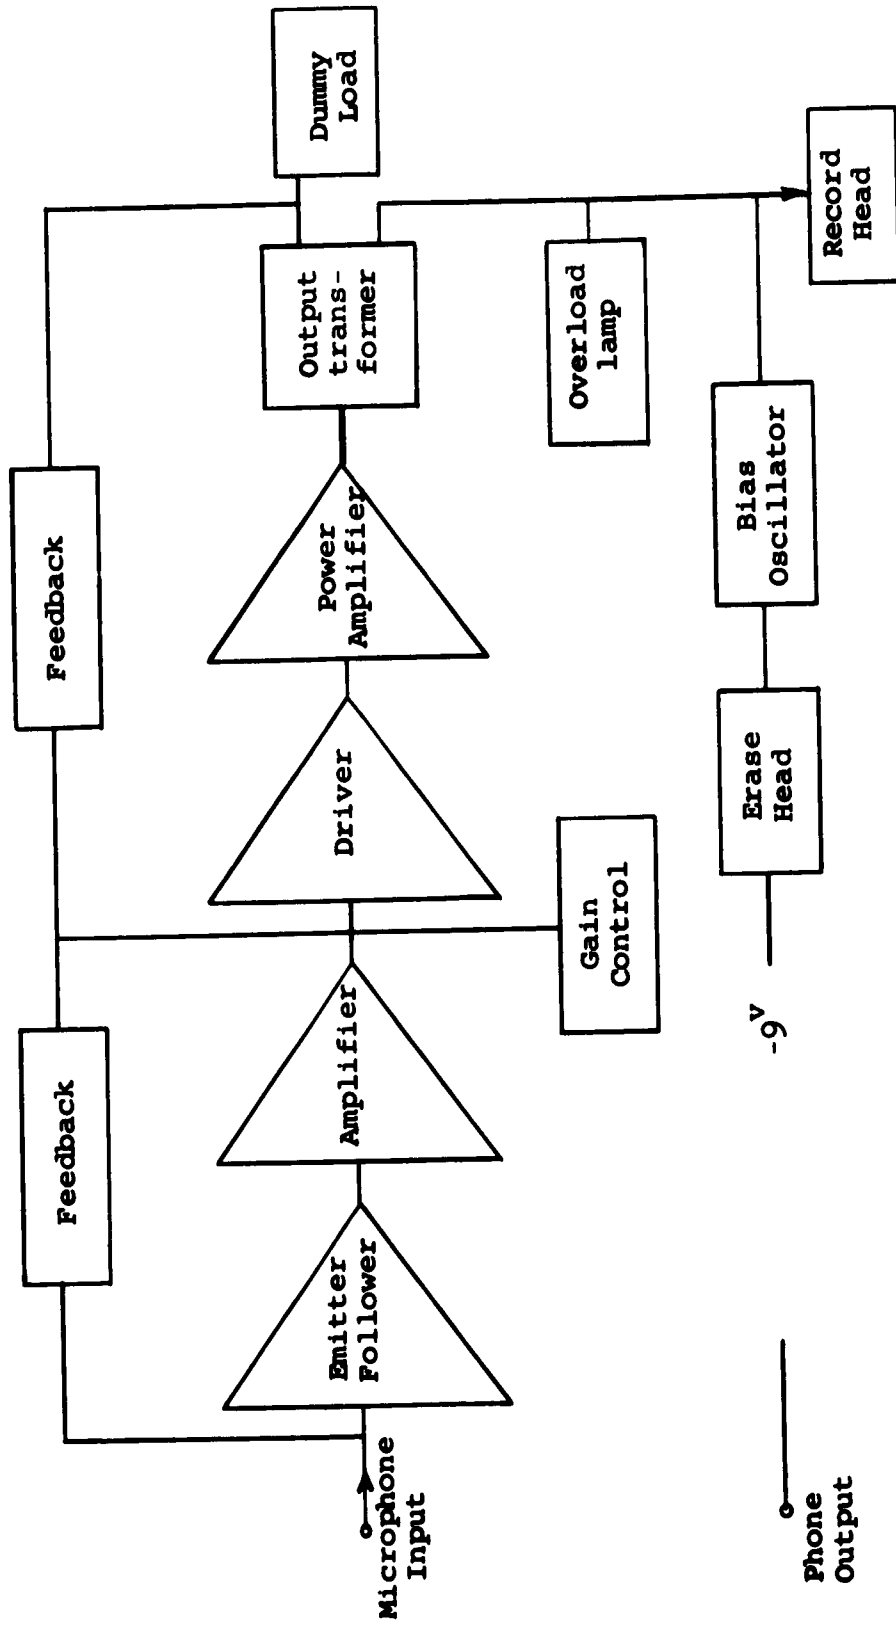 Feedback
Feedback
Dummy
Load
Microphone
Input
Emitter
Follower
Amplifier
Driver
Power
Amplifier
Output
trans-
former
Gain
Control
Overload
lamp
Phone
Output
-9v
Erase
Head
Bias
Oscillator
Record
Head